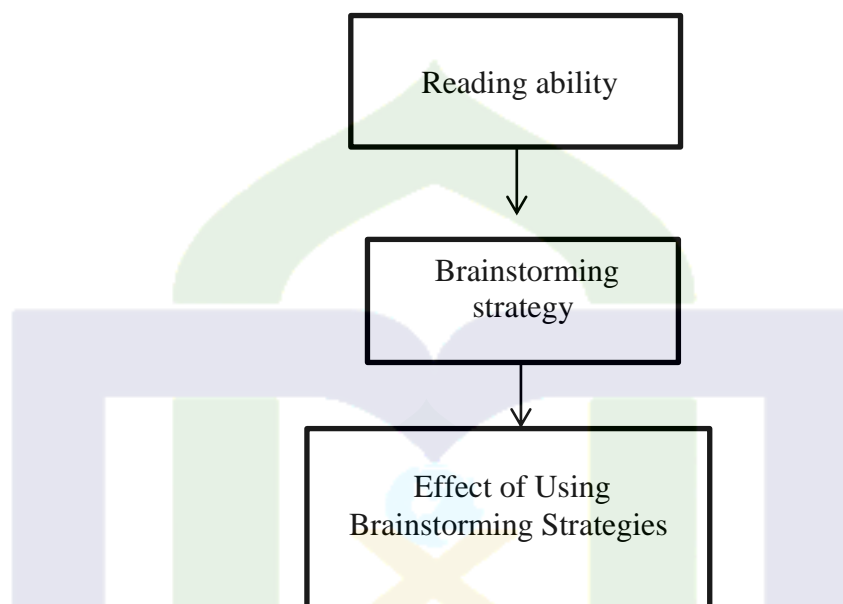 Reading ability
Brainstorming
strategy
Effect of Using
Brainstorming Strategies